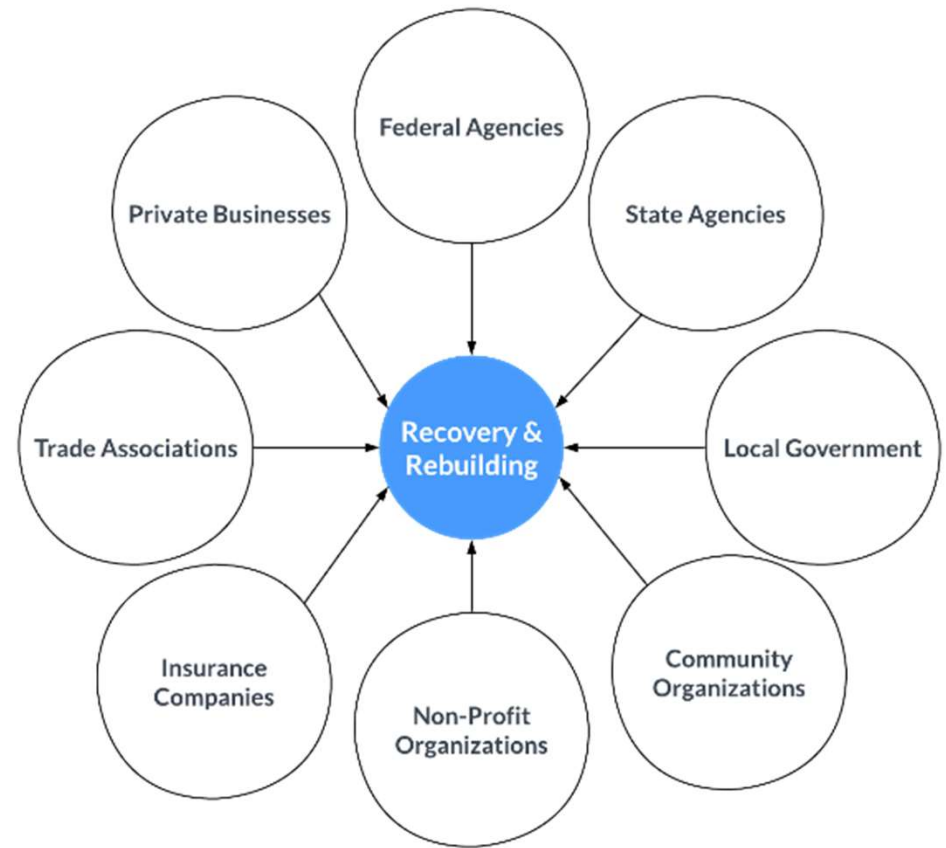 Federal Agencies
Private Businesses
State Agencies
Recovery &
Rebuilding
Trade Associations
Local Government
Insurance
Companies
Community
Organizations
Non-Profit
Organizations